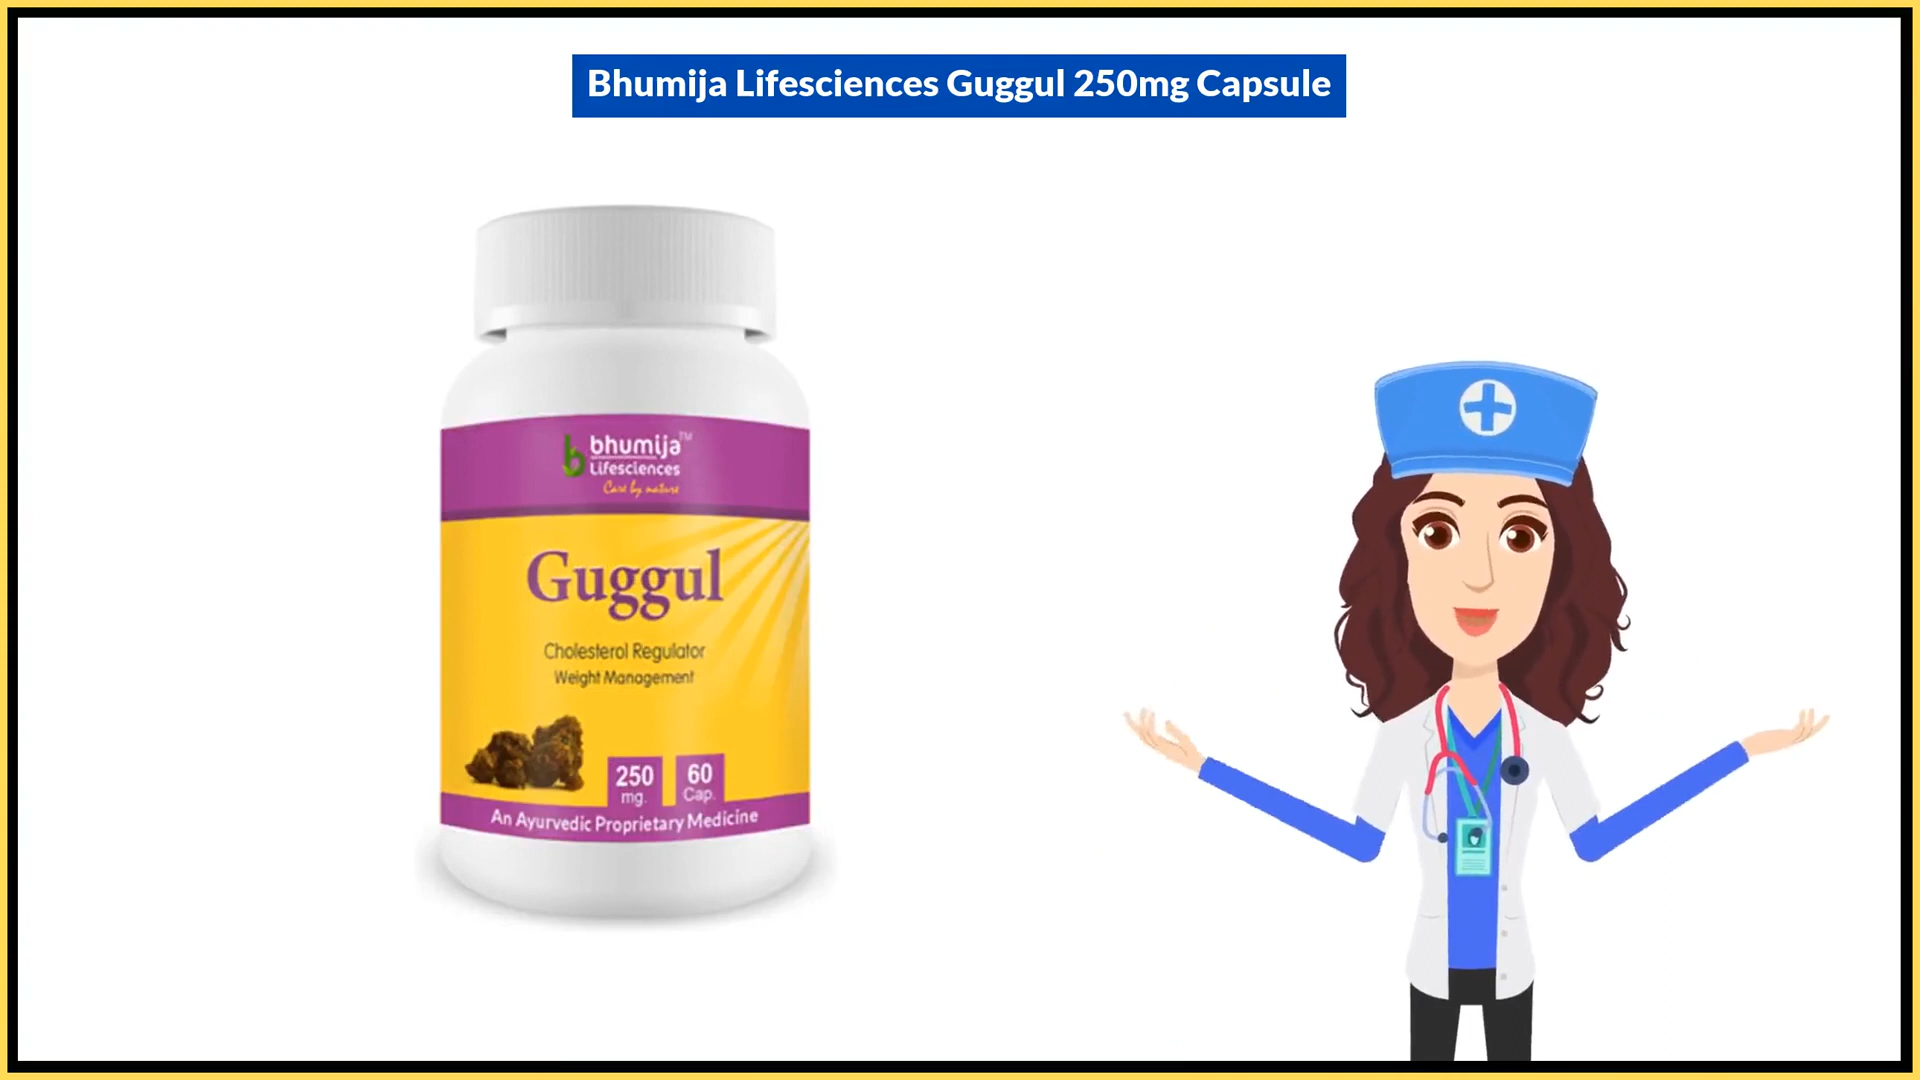 Bhumija Lifesciences Guggul 250mg Capsule
bhumija™
Lifesciences
Care by nature
Guggul
Cholesterol Regulator
Weight Management
250 mg.
60 Cap.
An Ayurvedic Proprietary Medicine